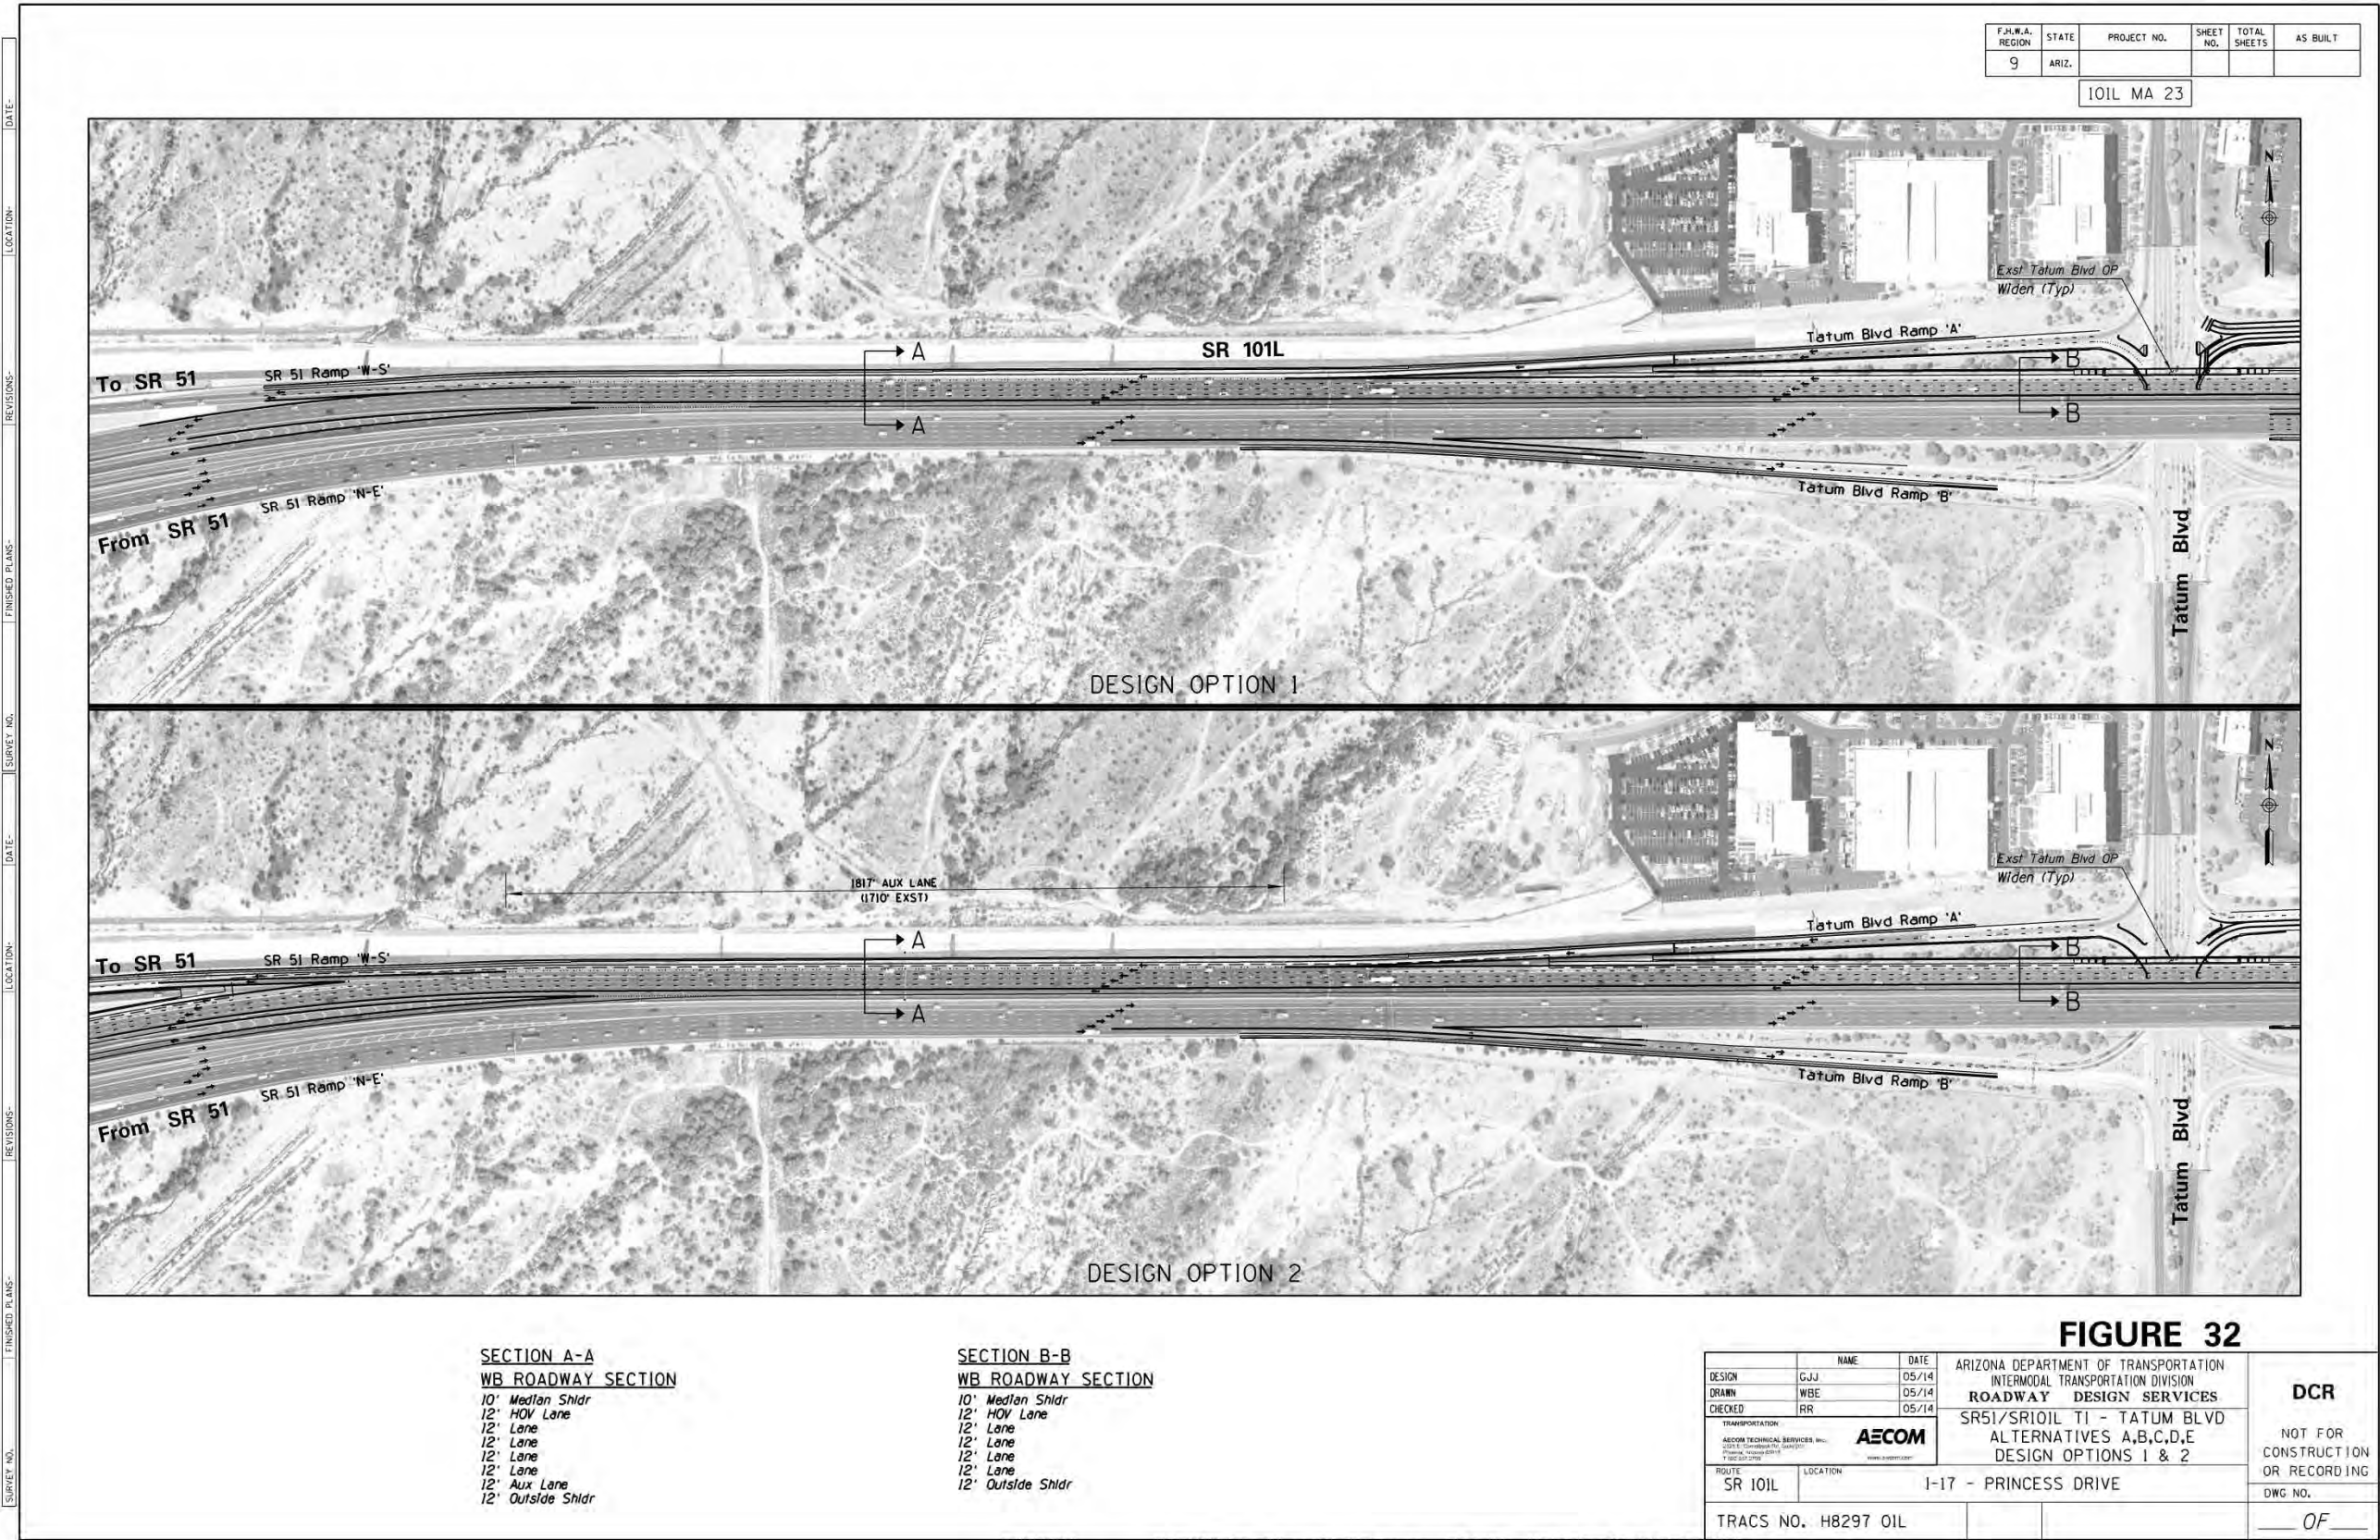 F.H.W.A. REGION
STATE
PROJECT NO.
SHEET NO.
TOTAL SHEETS
AS BUILT
9
ARIZ.
101L MA 23
DATE-
LOCATION-
REVISIONS-
FINISHED PLANS-
SURVEY NO.
DATE-
LOCATION-
REVISIONS-
FINISHED PLANS-
SURVEY NO.
N
Exst Tatum Blvd OP
Widen (Typ)
Tatum Blvd Ramp 'A'
A
SR 101L
B
To SR 51
SR 51 Ramp 'W-S'
A
B
SR 51 Ramp 'N-E'
From SR 51
Tatum Blvd Ramp 'B'
Tatum Blvd
DESIGN OPTION 1
N
Exst Tatum Blvd OP
Widen (Typ)
1817' AUX LANE
(1710' EXST)
Tatum Blvd Ramp 'A'
A
B
To SR 51
SR 51 Ramp 'W-S'
A
B
SR 51 Ramp 'N-E'
From SR 51
Tatum Blvd Ramp 'B'
Tatum Blvd
DESIGN OPTION 2
SECTION A-A
WB ROADWAY SECTION
10' Median Shldr
12' HOV Lane
12' Lane
12' Lane
12' Lane
12' Lane
12' Aux Lane
12' Outside Shldr
SECTION B-B
WB ROADWAY SECTION
10' Median Shldr
12' HOV Lane
12' Lane
12' Lane
12' Lane
12' Lane
12' Outside Shldr
FIGURE 32
NAME DATE
DESIGN GJJ 05/14
DRAWN WBE 05/14
CHECKED RR 05/14
TRANSPORTATION
AECOM TECHNICAL SERVICES, Inc.
AECOM
ARIZONA DEPARTMENT OF TRANSPORTATION
INTERMODAL TRANSPORTATION DIVISION
ROADWAY DESIGN SERVICES
SR51/SR101L TI - TATUM BLVD
ALTERNATIVES A,B,C,D,E
DESIGN OPTIONS 1 & 2
ROUTE
SR 101L
LOCATION
I-17 - PRINCESS DRIVE
TRACS NO. H8297 01L
DCR
NOT FOR
CONSTRUCTION
OR RECORDING
DWG NO.
OF